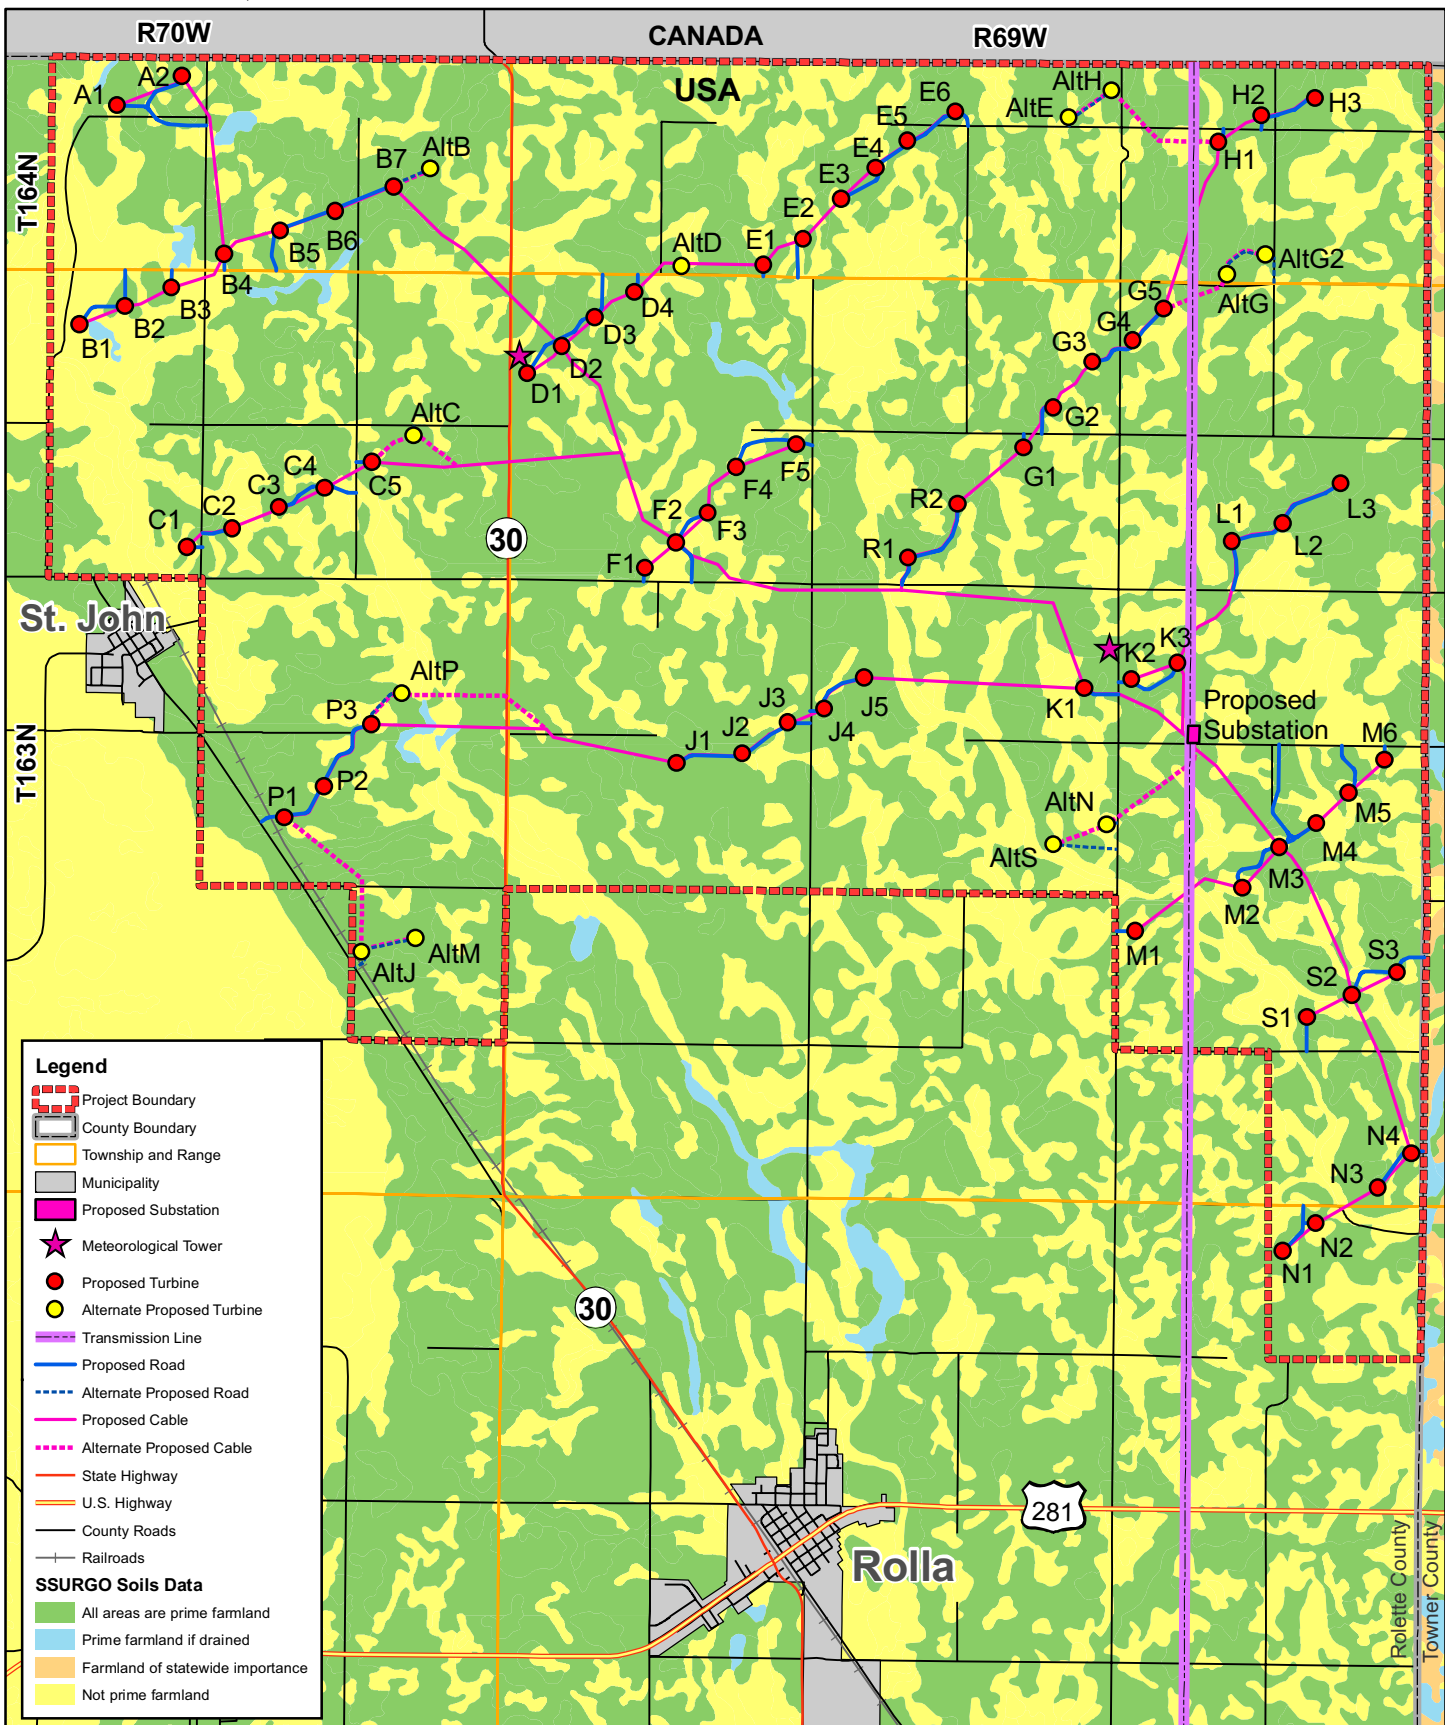 R70W
CANADA
R69W
USA
T164N
T163N
A1
A2
B7
AltB
B6
B5
B4
B3
B2
B1
AltH
AltE
H2
H3
H1
E6
E5
E4
E3
E2
E1
AltD
D4
D3
D2
D1
AltG2
AltG
G5
G4
G3
G2
G1
AltC
C5
C4
C3
C2
C1
F5
F4
F3
F2
F1
R2
R1
L3
L2
L1
30
St. John
AltP
P3
P2
P1
K3
K2
K1
J5
J4
J3
J2
J1
Proposed
Substation
M6
M5
M4
M3
M2
M1
AltN
AltS
AltM
AltJ
S3
S2
S1
N4
N3
N2
N1
30
281
Rolla
Rolette County
Towner County
Legend
Project Boundary
County Boundary
Township and Range
Municipality
Proposed Substation
Meteorological Tower
Proposed Turbine
Alternate Proposed Turbine
Transmission Line
Proposed Road
Alternate Proposed Road
Proposed Cable
Alternate Proposed Cable
State Highway
U.S. Highway
County Roads
Railroads
SSURGO Soils Data
All areas are prime farmland
Prime farmland if drained
Farmland of statewide importance
Not prime farmland